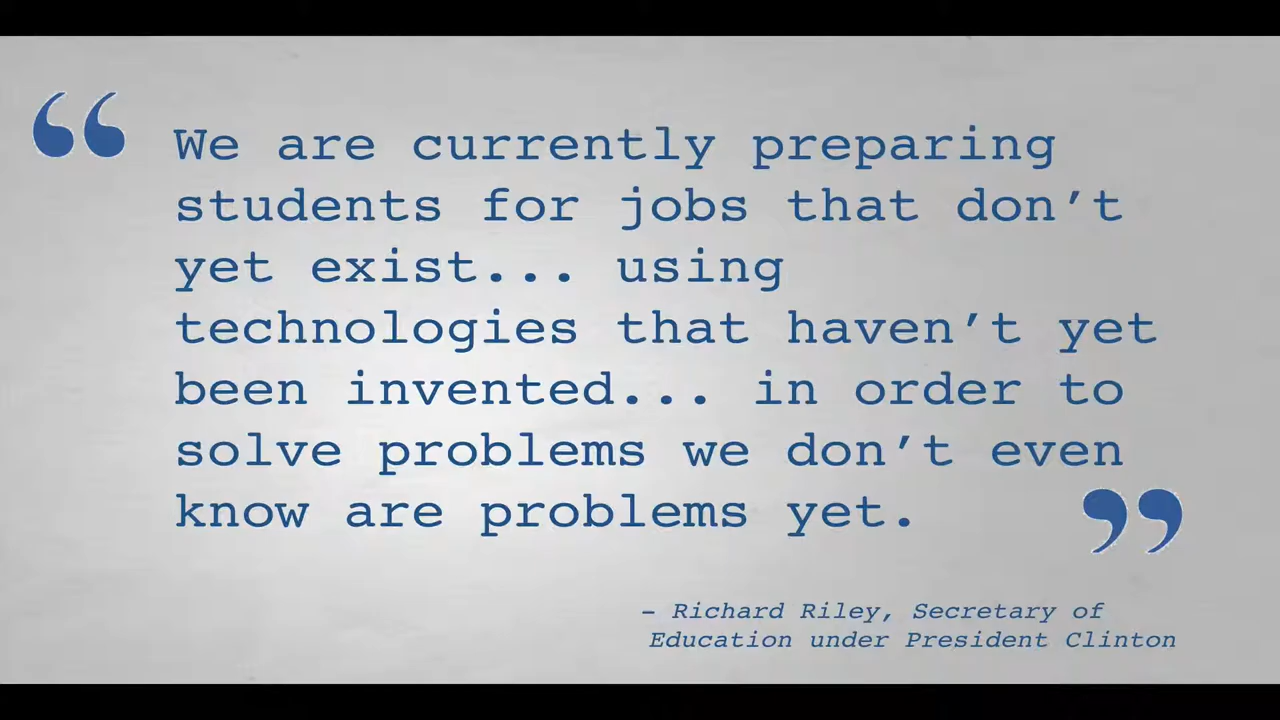 “We are currently preparing
students for jobs that don’t
yet exist... using
technologies that haven’t yet
been invented... in order to
solve problems we don’t even
know are problems yet.”
– Richard Riley, Secretary of
Education under President Clinton